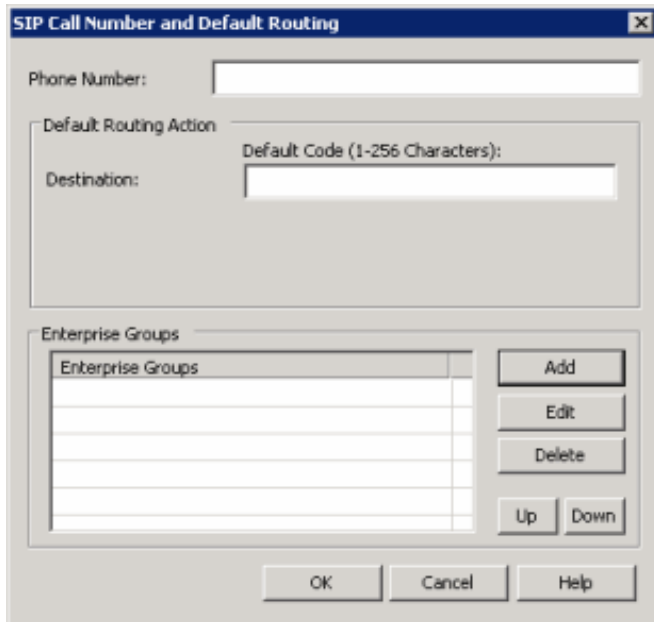 SIP Call Number and Default Routing
Phone Number:
Default Routing Action
Default Code (1-256 Characters):
Destination:
Enterprise Groups
Enterprise Groups
Add
Edit
Delete
Up Down
OK Cancel Help